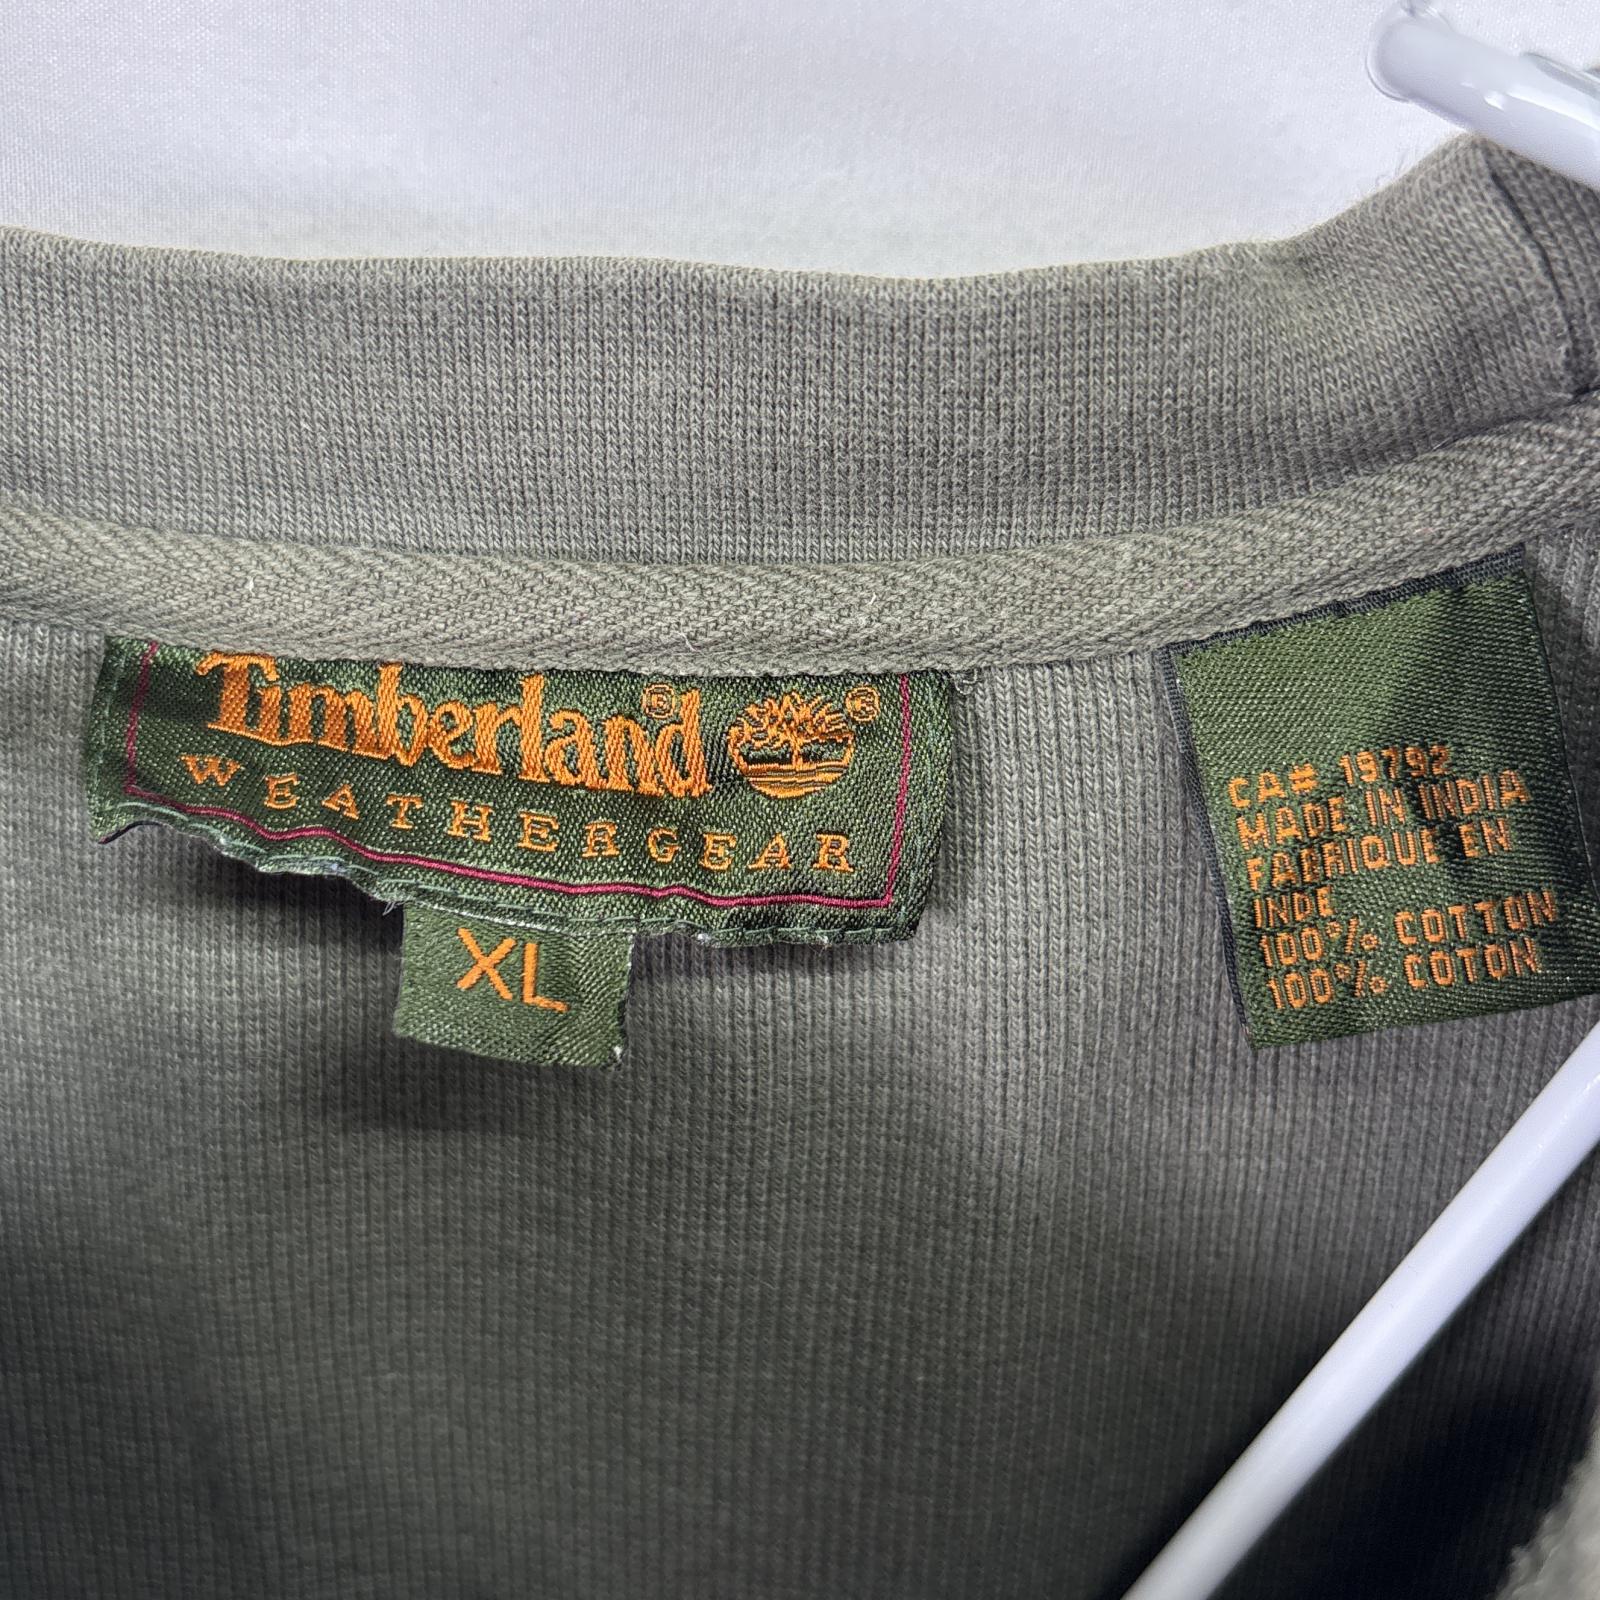 Timberland® ®
WEATHERGEAR
XL
CA# 19792
MADE IN INDIA
FABRIQUE EN
INDE
100% COTTON
100% COTON